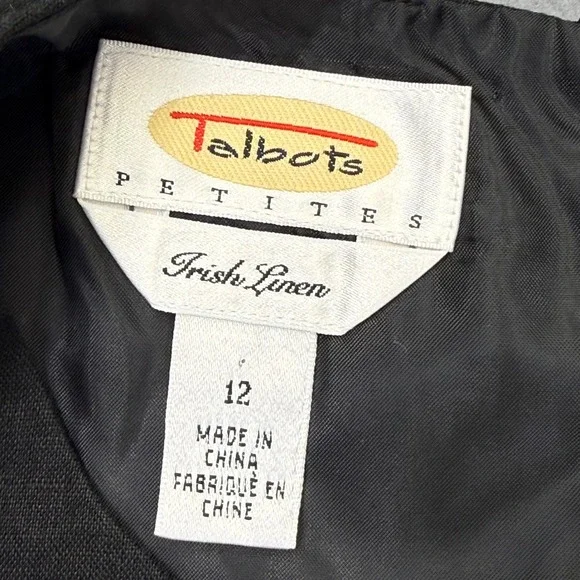 Talbots
PETITES
Irish Linen
12
MADE IN
CHINA
FABRIQUÈ EN
CHINE